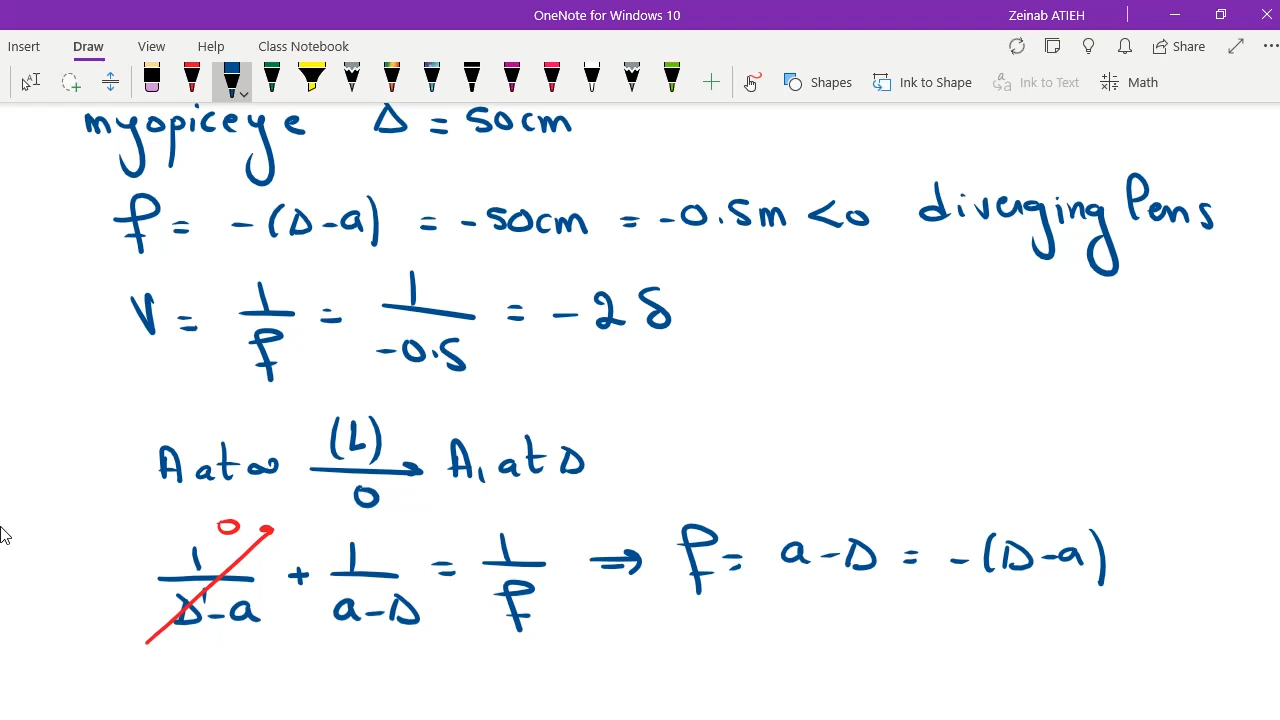 OneNote for Windows 10 Zeinab ATIEH
Insert Draw View Help Class Notebook Share
Shapes Ink to Shape Ink to Text Math
myopic eye Δ = 50cm
f = -(D-a) = -50cm = -0.5m <0 diverging lens
V = 1/f = 1/-0.5 = -2 δ
A at ∞ (L) A₁ at D
O
0
1/D'-a + 1/a-D = 1/f ⇒ f = a-D = -(D-a)